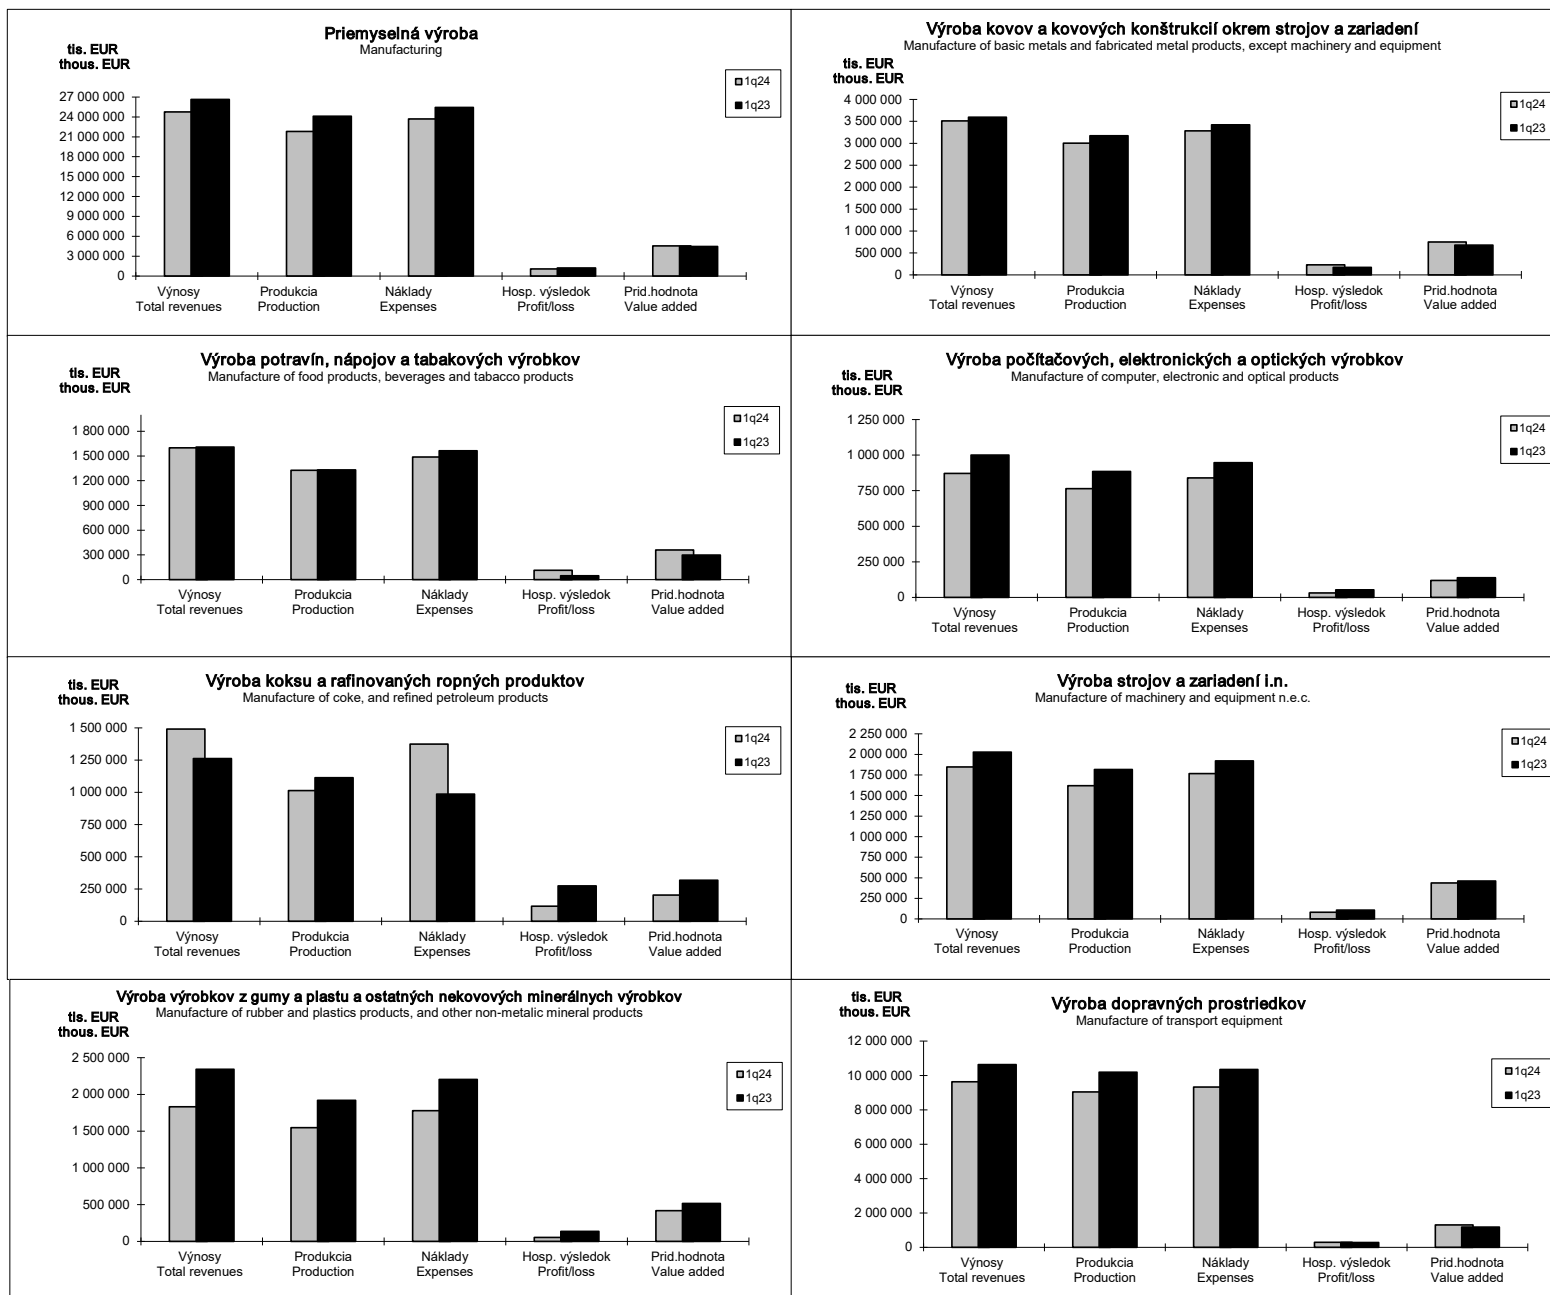 Priemyselná výroba
Manufacturing
tis. EUR
thous. EUR
1q24
1q23
27 000 000
24 000 000
21 000 000
18 000 000
15 000 000
12 000 000
9 000 000
6 000 000
3 000 000
0
Výnosy
Total revenues
Produkcia
Production
Náklady
Expenses
Hosp. výsledok
Profit/loss
Prid.hodnota
Value added
Výroba kovov a kovových konštrukcií okrem strojov a zariadení
Manufacture of basic metals and fabricated metal products, except machinery and equipment
tis. EUR
thous. EUR
1q24
1q23
4 000 000
3 500 000
3 000 000
2 500 000
2 000 000
1 500 000
1 000 000
500 000
0
Výnosy
Total revenues
Produkcia
Production
Náklady
Expenses
Hosp. výsledok
Profit/loss
Prid.hodnota
Value added
Výroba potravín, nápojov a tabakových výrobkov
Manufacture of food products, beverages and tabacco products
tis. EUR
thous. EUR
1q24
1q23
1 800 000
1 500 000
1 200 000
900 000
600 000
300 000
0
Výnosy
Total revenues
Produkcia
Production
Náklady
Expenses
Hosp. výsledok
Profit/loss
Prid.hodnota
Value added
Výroba počítačových, elektronických a optických výrobkov
Manufacture of computer, electronic and optical products
tis. EUR
thous. EUR
1q24
1q23
1 250 000
1 000 000
750 000
500 000
250 000
0
Výnosy
Total revenues
Produkcia
Production
Náklady
Expenses
Hosp. výsledok
Profit/loss
Prid.hodnota
Value added
Výroba koksu a rafinovaných ropných produktov
Manufacture of coke, and refined petroleum products
tis. EUR
thous. EUR
1q24
1q23
1 500 000
1 250 000
1 000 000
750 000
500 000
250 000
0
Výnosy
Total revenues
Produkcia
Production
Náklady
Expenses
Hosp. výsledok
Profit/loss
Prid.hodnota
Value added
Výroba strojov a zariadení i.n.
Manufacture of machinery and equipment n.e.c.
tis. EUR
thous. EUR
1q24
1q23
2 250 000
2 000 000
1 750 000
1 500 000
1 250 000
1 000 000
750 000
500 000
250 000
0
Výnosy
Total revenues
Produkcia
Production
Náklady
Expenses
Hosp. výsledok
Profit/loss
Prid.hodnota
Value added
Výroba výrobkov z gumy a plastu a ostatných nekovových minerálnych výrobkov
Manufacture of rubber and plastics products, and other non-metalic mineral products
tis. EUR
thous. EUR
1q24
1q23
2 500 000
2 000 000
1 500 000
1 000 000
500 000
0
Výnosy
Total revenues
Produkcia
Production
Náklady
Expenses
Hosp. výsledok
Profit/loss
Prid.hodnota
Value added
Výroba dopravných prostriedkov
Manufacture of transport equipment
tis. EUR
thous. EUR
1q24
1q23
12 000 000
10 000 000
8 000 000
6 000 000
4 000 000
2 000 000
0
Výnosy
Total revenues
Produkcia
Production
Náklady
Expenses
Hosp. výsledok
Profit/loss
Prid.hodnota
Value added